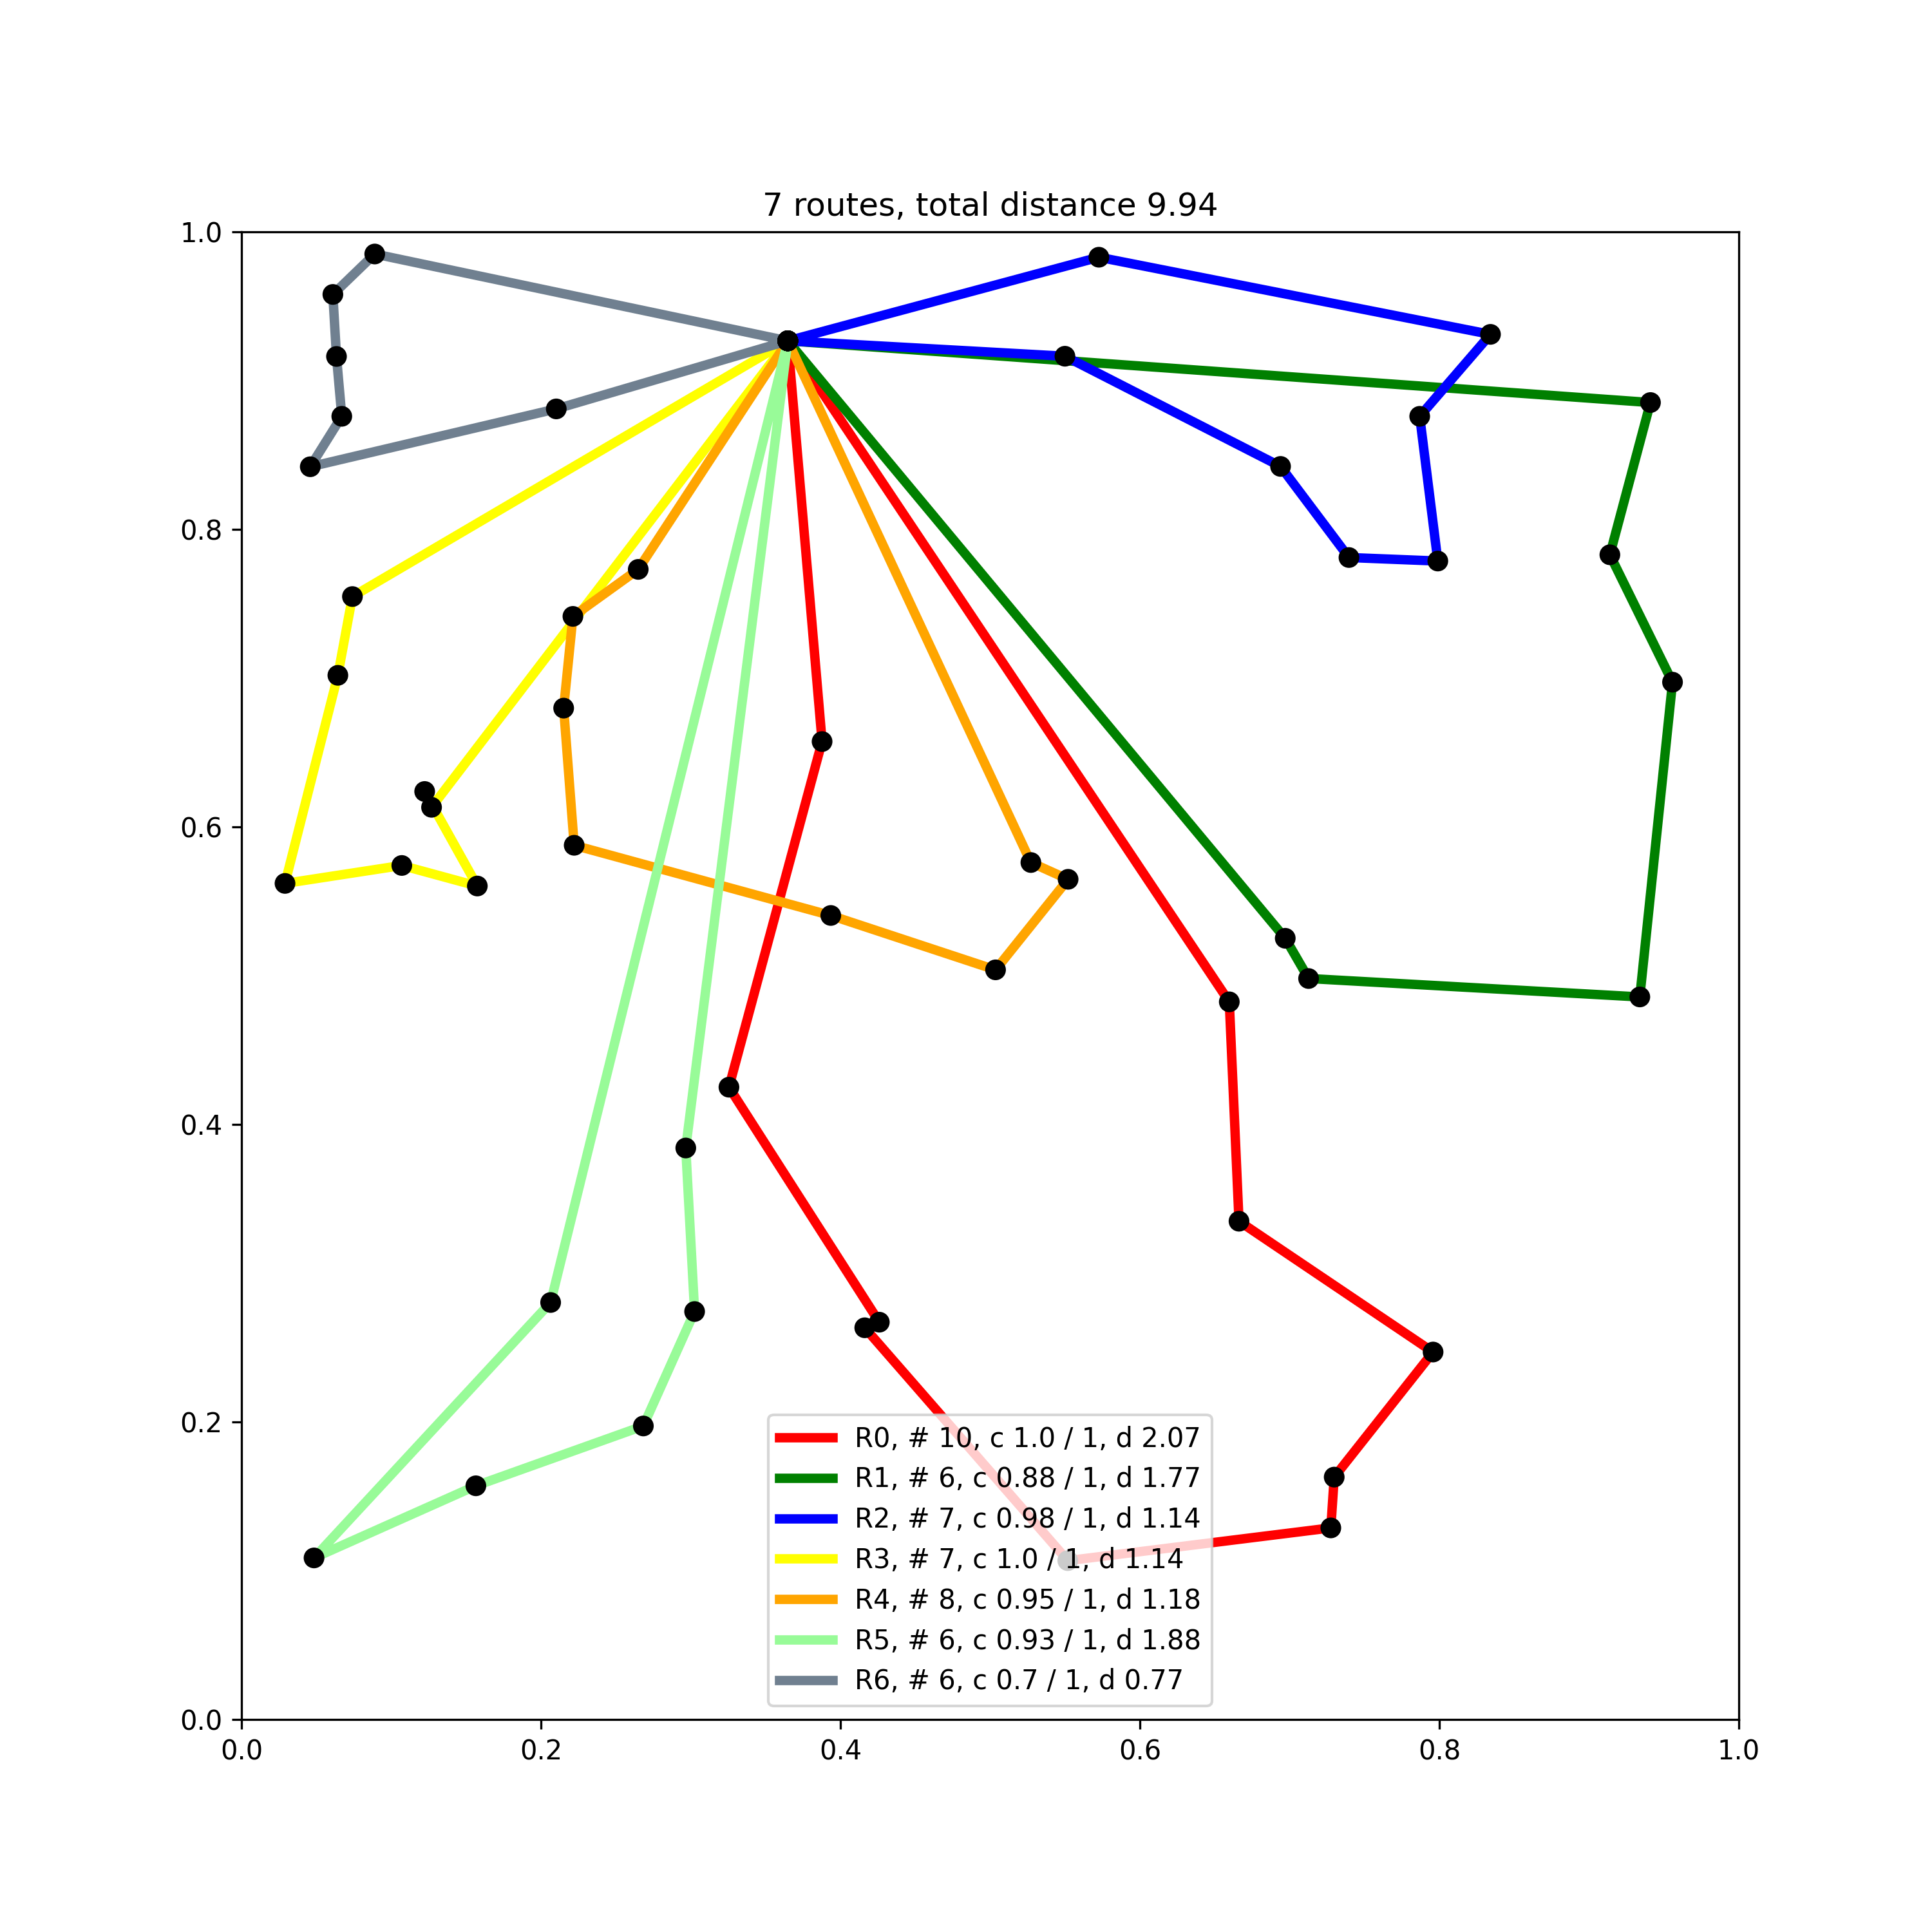 7 routes, total distance 9.94
1.0
0.8
0.6
0.4
0.2
0.0
R0, # 10, c 1.0 / 1, d 2.07
R1, # 6, c 0.88 / 1, d 1.77
R2, # 7, c 0.98 / 1, d 1.14
R3, # 7, c 1.0 / 1, d 1.14
R4, # 8, c 0.95 / 1, d 1.18
R5, # 6, c 0.93 / 1, d 1.88
R6, # 6, c 0.7 / 1, d 0.77
0.0 0.2 0.4 0.6 0.8 1.0